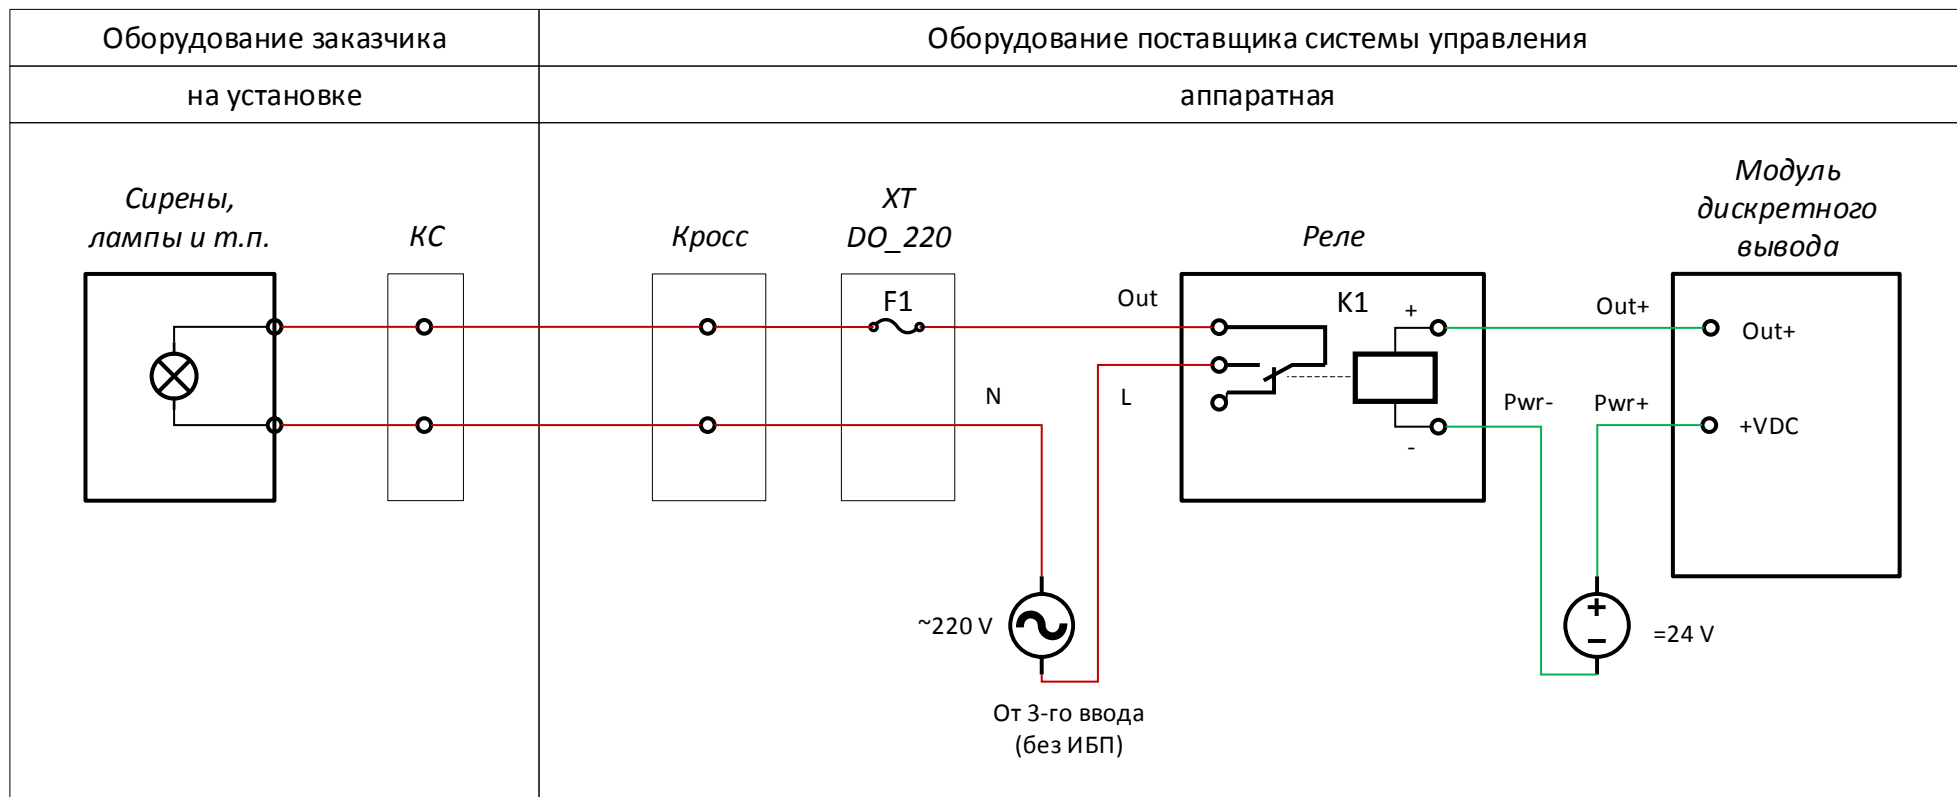 Оборудование заказчика
Оборудование поставщика системы управления
на установке
аппаратная
Сирены,
лампы и т.п.
КС
Кросс
XT
DO_220
Реле
Модуль
дискретного
вывода
F1
Out
K1
+
Out+
Out+
N
L
-
Pwr-
Pwr+
+VDC
~220 V
=24 V
От 3-го ввода
(без ИБП)